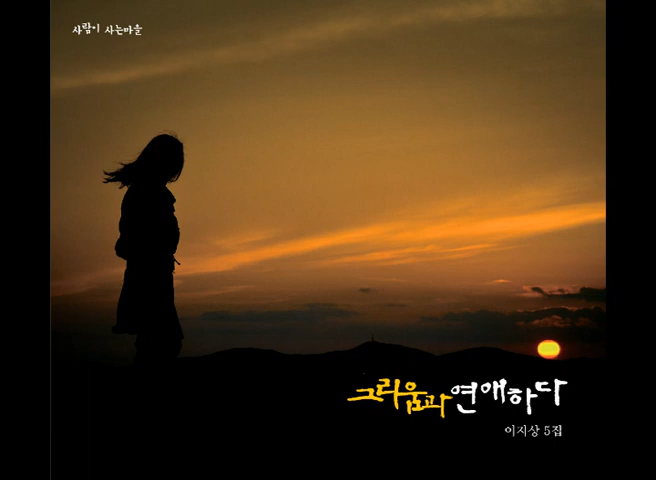 사람이 사는마을
그리움과 연애하다
이지상 5집